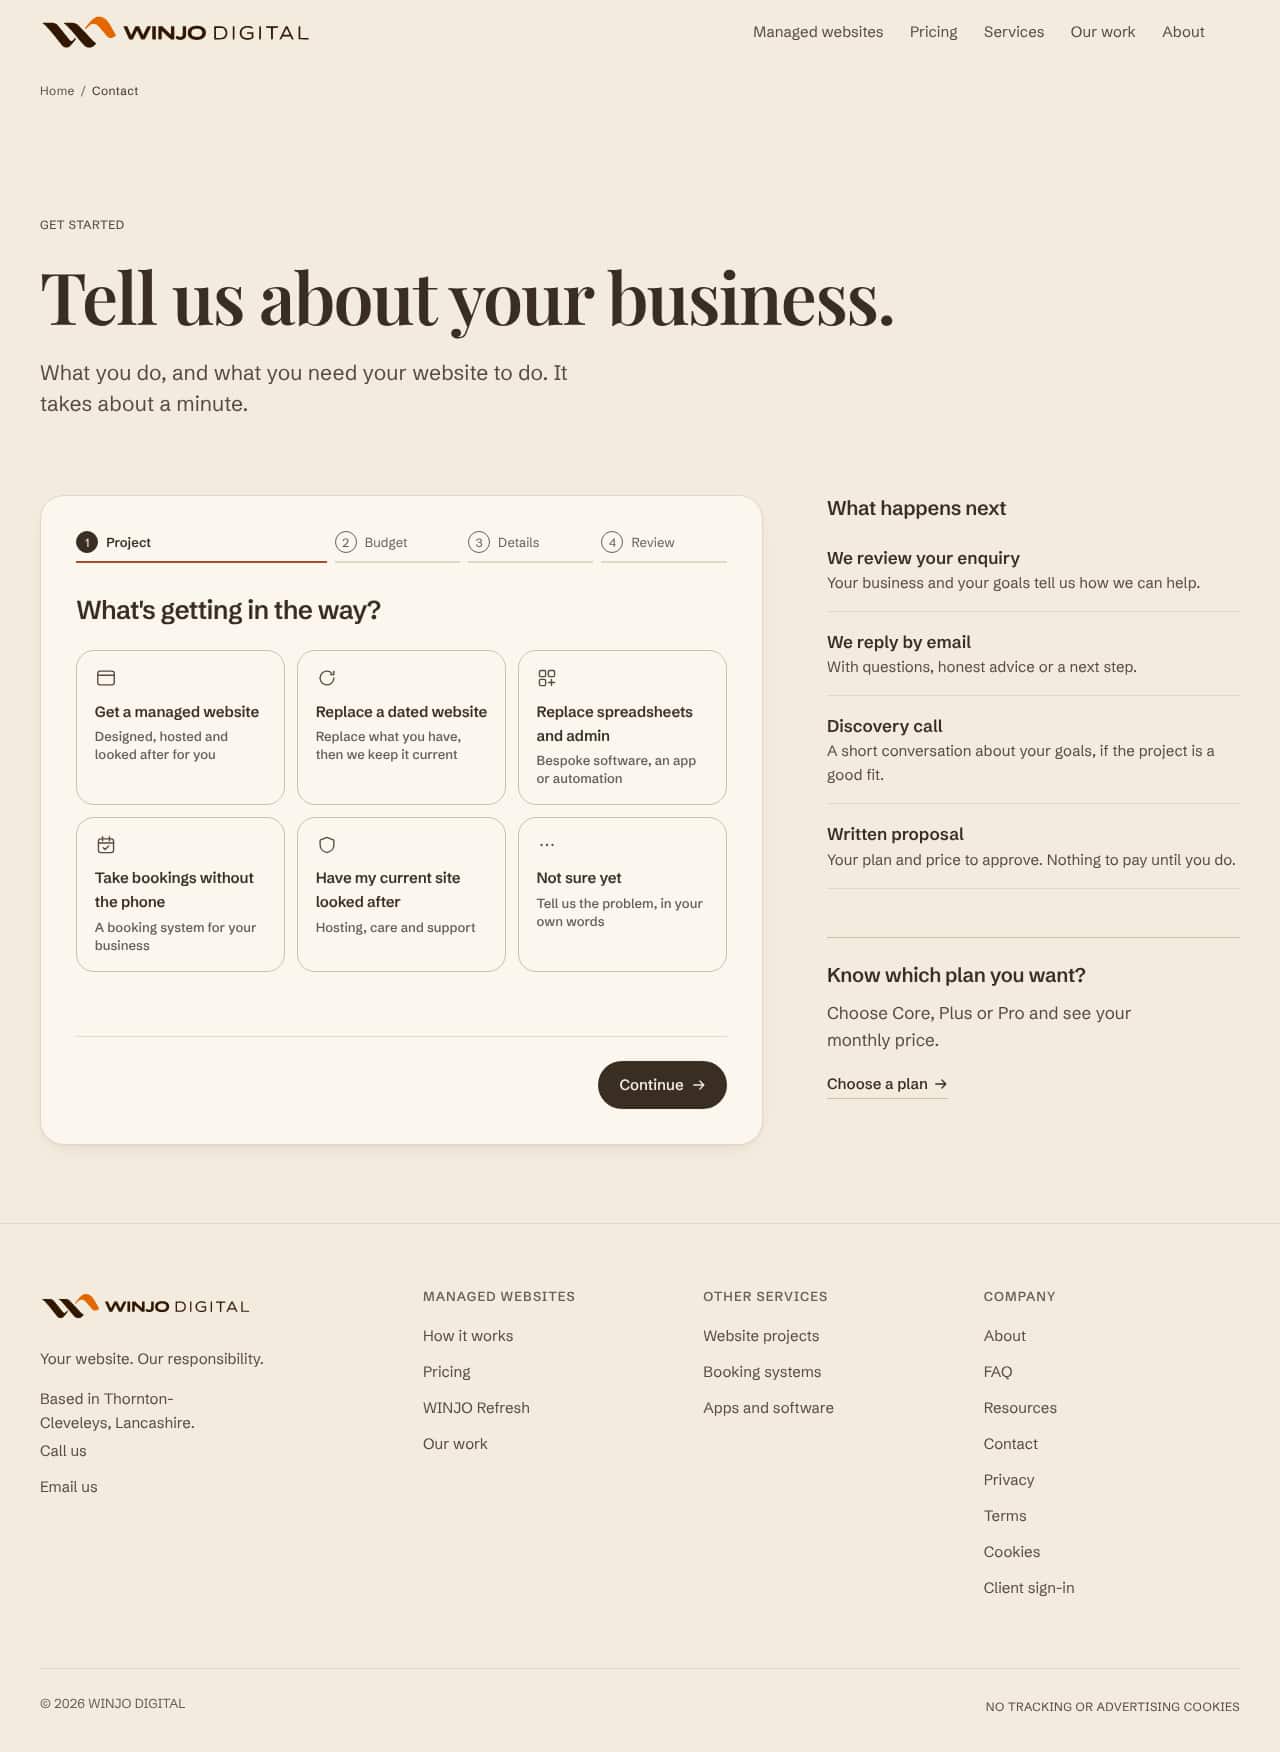 WINJO DIGITAL
Managed websites
Pricing
Services
Our work
About
Home / Contact
GET STARTED
Tell us about your business.
What you do, and what you need your website to do. It
takes about a minute.
1 Project
2 Budget
3 Details
4 Review
What's getting in the way?
Get a managed website
Designed, hosted and
looked after for you
Replace a dated website
Replace what you have,
then we keep it current
Replace spreadsheets
and admin
Bespoke software, an app
or automation
Take bookings without
the phone
A booking system for your
business
Have my current site
looked after
Hosting, care and support
Not sure yet
Tell us the problem, in your
own words
Continue →
What happens next
We review your enquiry
Your business and your goals tell us how we can help.
We reply by email
With questions, honest advice or a next step.
Discovery call
A short conversation about your goals, if the project is a
good fit.
Written proposal
Your plan and price to approve. Nothing to pay until you do.
Know which plan you want?
Choose Core, Plus or Pro and see your
monthly price.
Choose a plan →
WINJO DIGITAL
Your website. Our responsibility.
Based in Thornton-
Cleveleys, Lancashire.
Call us
Email us
MANAGED WEBSITES
How it works
Pricing
WINJO Refresh
Our work
OTHER SERVICES
Website projects
Booking systems
Apps and software
COMPANY
About
FAQ
Resources
Contact
Privacy
Terms
Cookies
Client sign-in
© 2026 WINJO DIGITAL
NO TRACKING OR ADVERTISING COOKIES